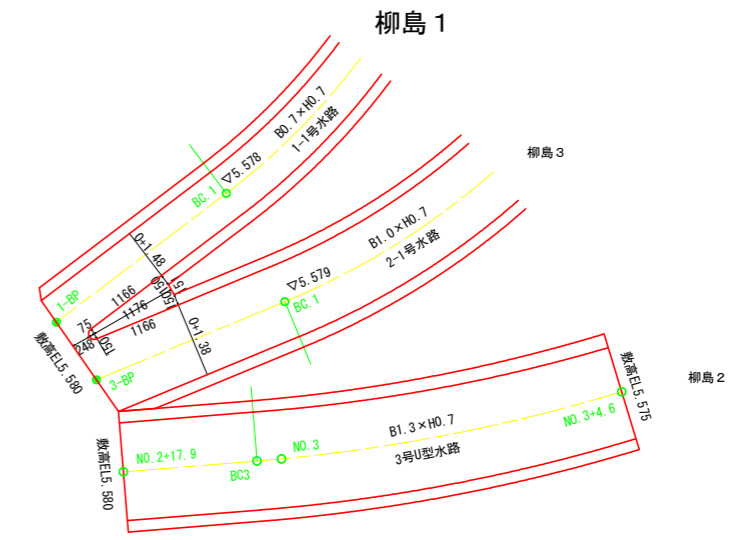 柳島1
B0.7×H0.7
1-1号水路
▽5.578
BC.1
柳島3
B1.0×H0.7
2-1号水路
▽5.579
BC.1
0+1.48
0+1.38
1-BP
3-BP
敷高EL5.580
75
248
150
1166
1176
1166
150
150
151
柳島2
敷高EL5.575
NO.3+4.6
B1.3×H0.7
3号U型水路
NO.3
BC3
NO.2+17.9
敷高EL5.580